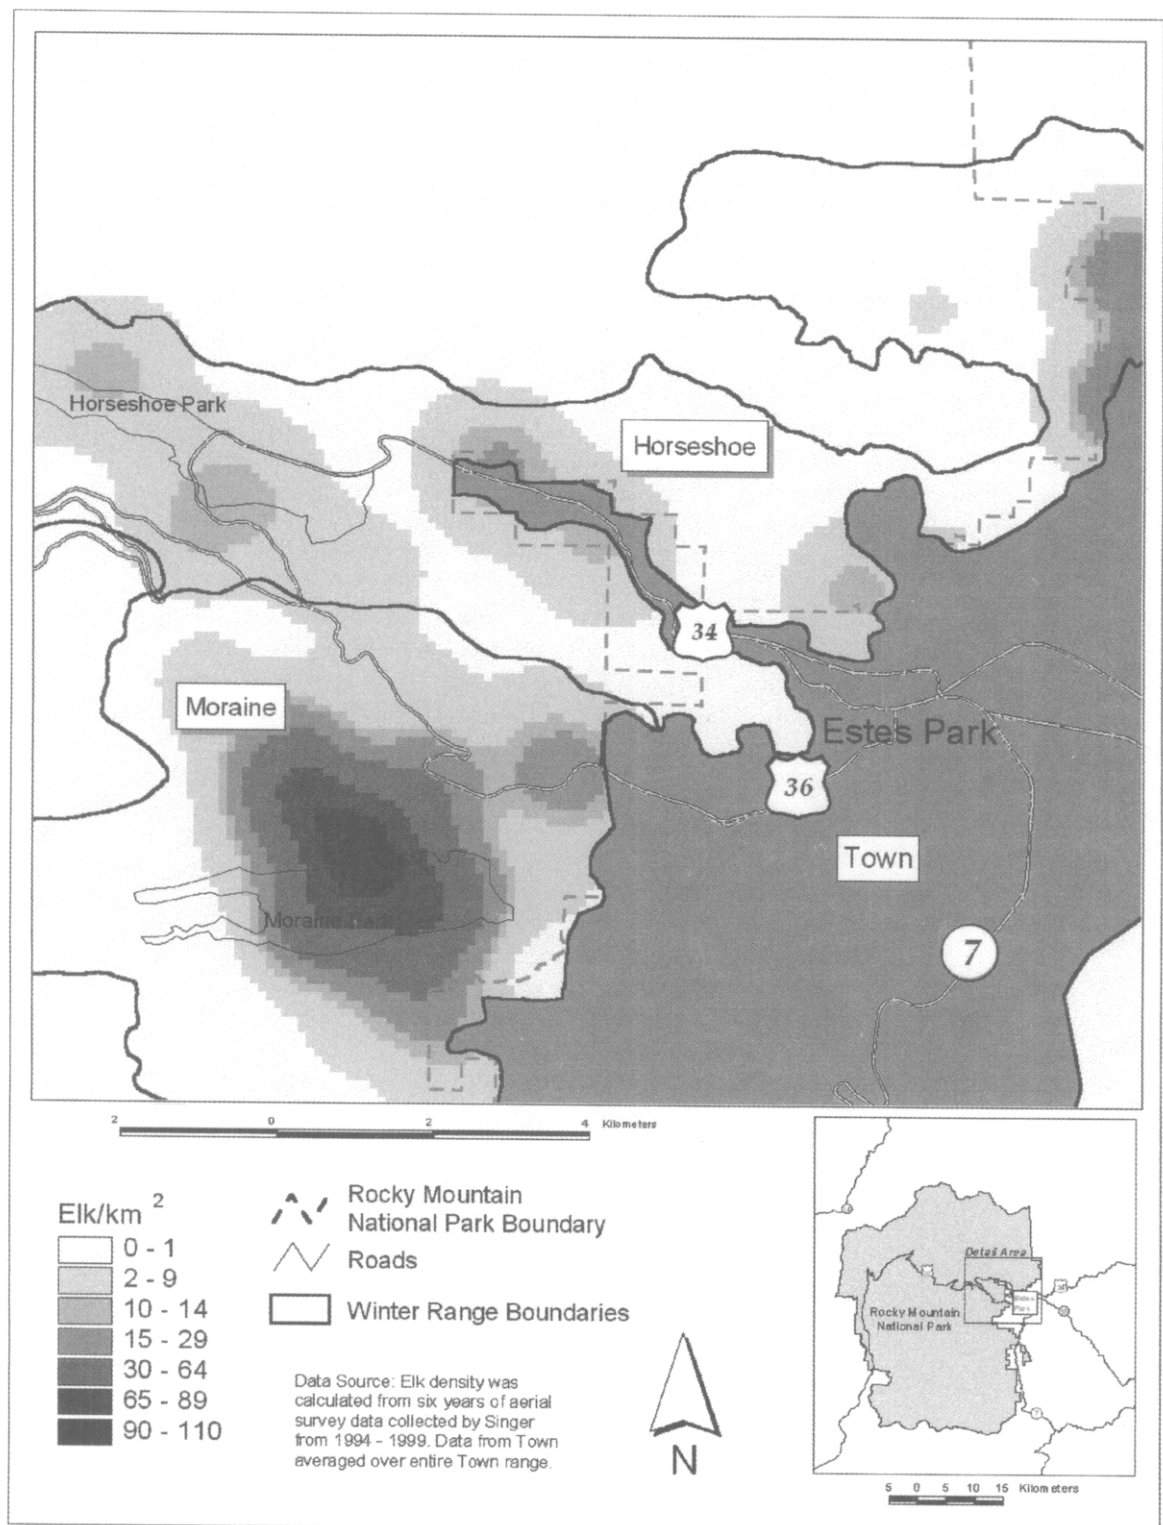 Horseshoe Park
Horseshoe
34
Moraine
Estes Park
36
Town
Moraine Park
7
2 0 2 4 Kilometers
Elk/km 2
0 - 1
2 - 9
10 - 14
15 - 29
30 - 64
65 - 89
90 - 110
Rocky Mountain
National Park Boundary
Roads
Winter Range Boundaries
Data Source: Elk density was
calculated from six years of aerial
survey data collected by Singer
from 1994 - 1999. Data from Town
averaged over entire Town range.
N
Detail Area
Estes
Park
Rocky Mountain
National Park
5 0 5 10 15 Kilometers